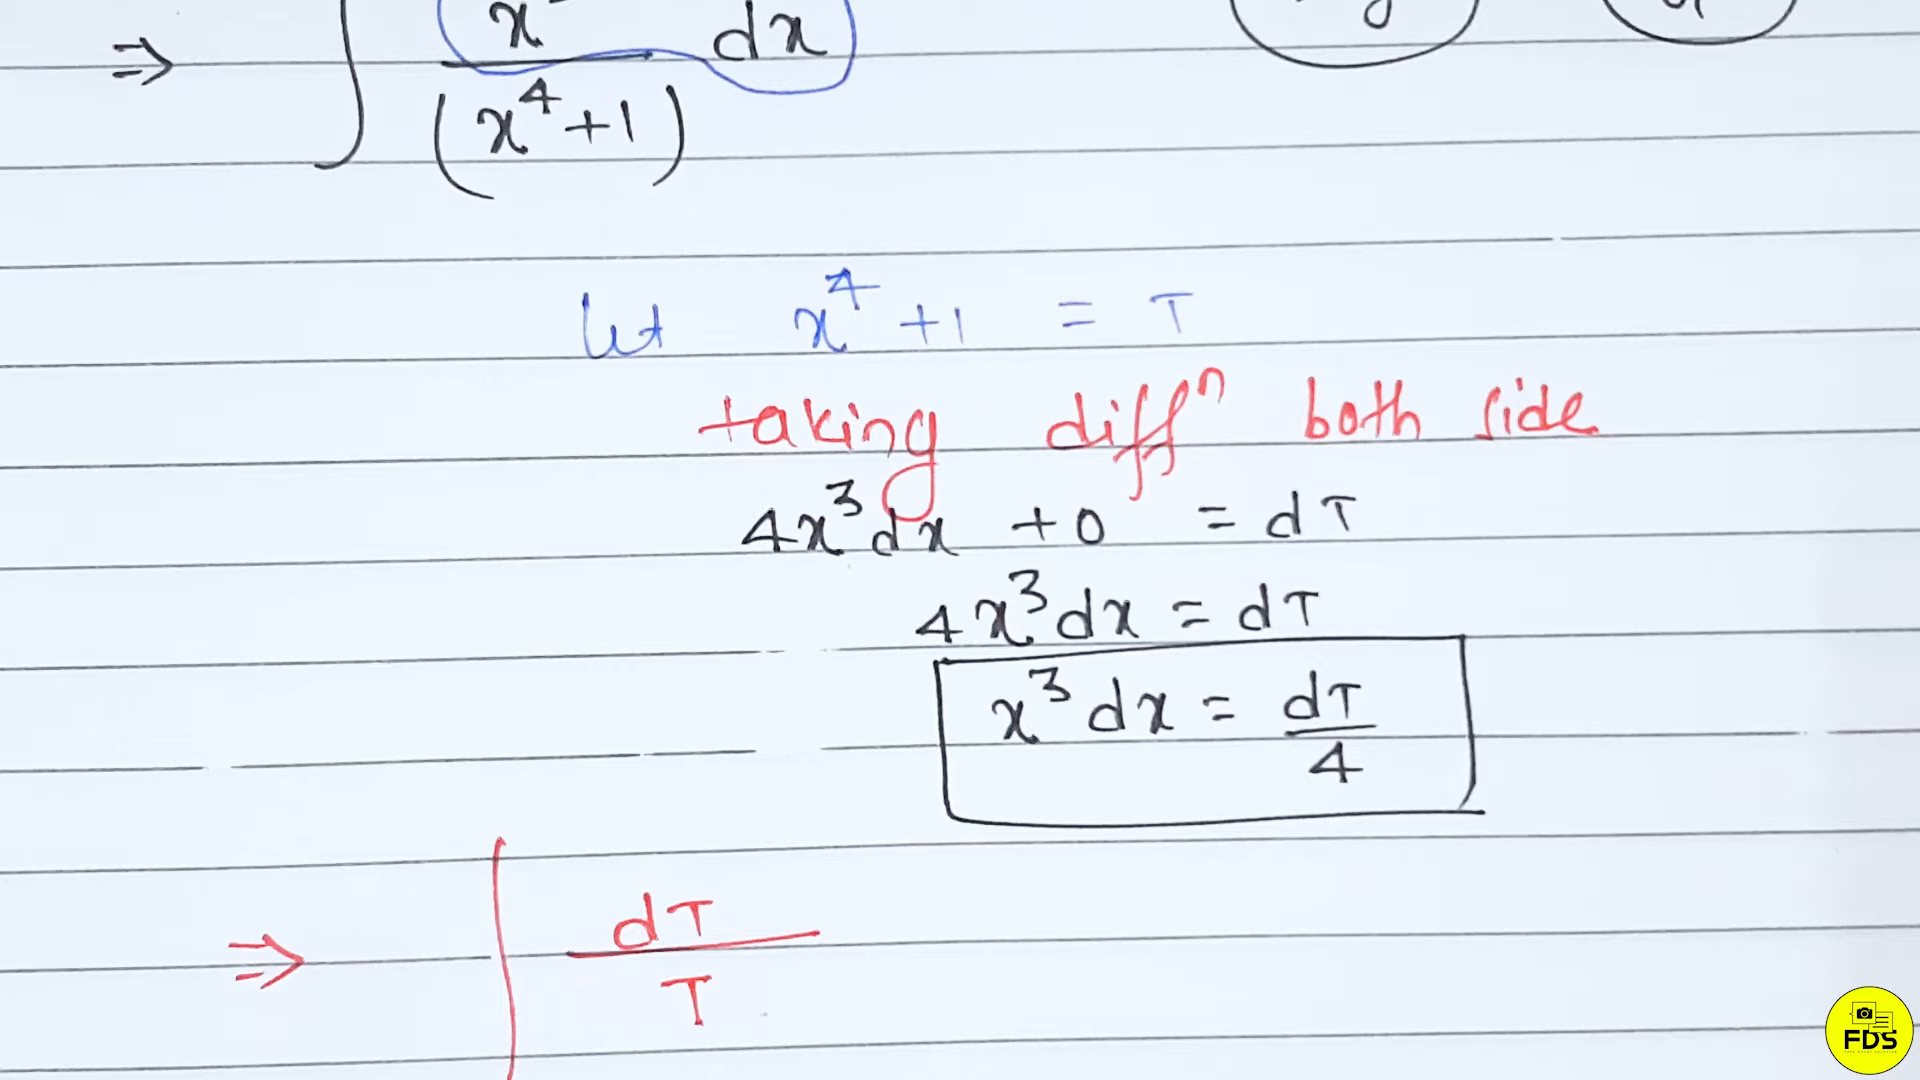 ⇒ ∫ x / (x⁴+1) dx
let x⁴ +1 = T
taking diffⁿ both side
4x³dx +0 = dT
4x³dx = dT
x³dx = dT/4
⇒ ∫ dT / T
FDS